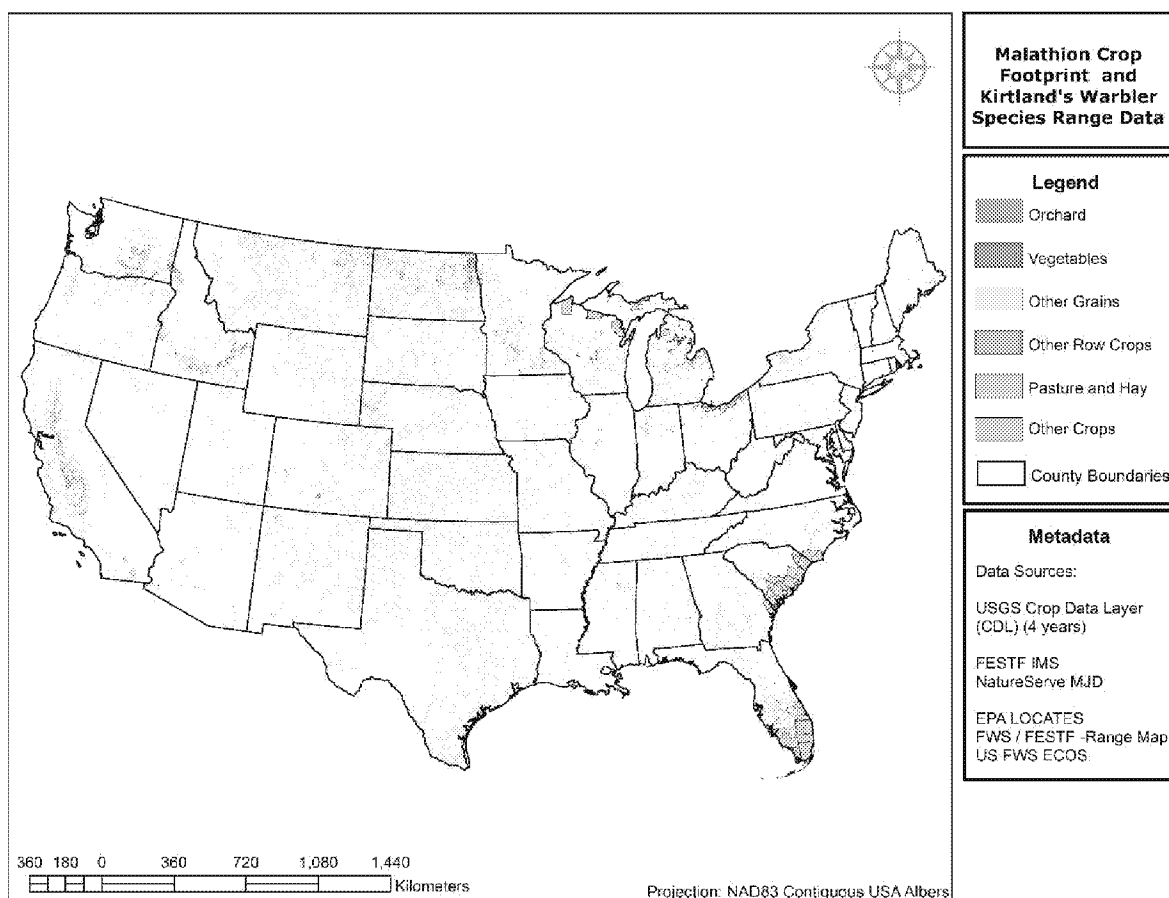 Malathion Crop
Footprint and
Kirtland's Warbler
Species Range Data
Legend
Orchard
Vegetables
Other Grains
Other Row Crops
Pasture and Hay
Other Crops
County Boundaries
Metadata
Data Sources:
USGS Crop Data Layer
(CDL) (4 years)
FESTF IMS
NatureServe MJD
EPA LOCATES
FWS / FESTF -Range Map
US FWS ECOS
360 180 0 360 720 1,080 1,440
Kilometers
Projection: NAD83 Contiguous USA Albers